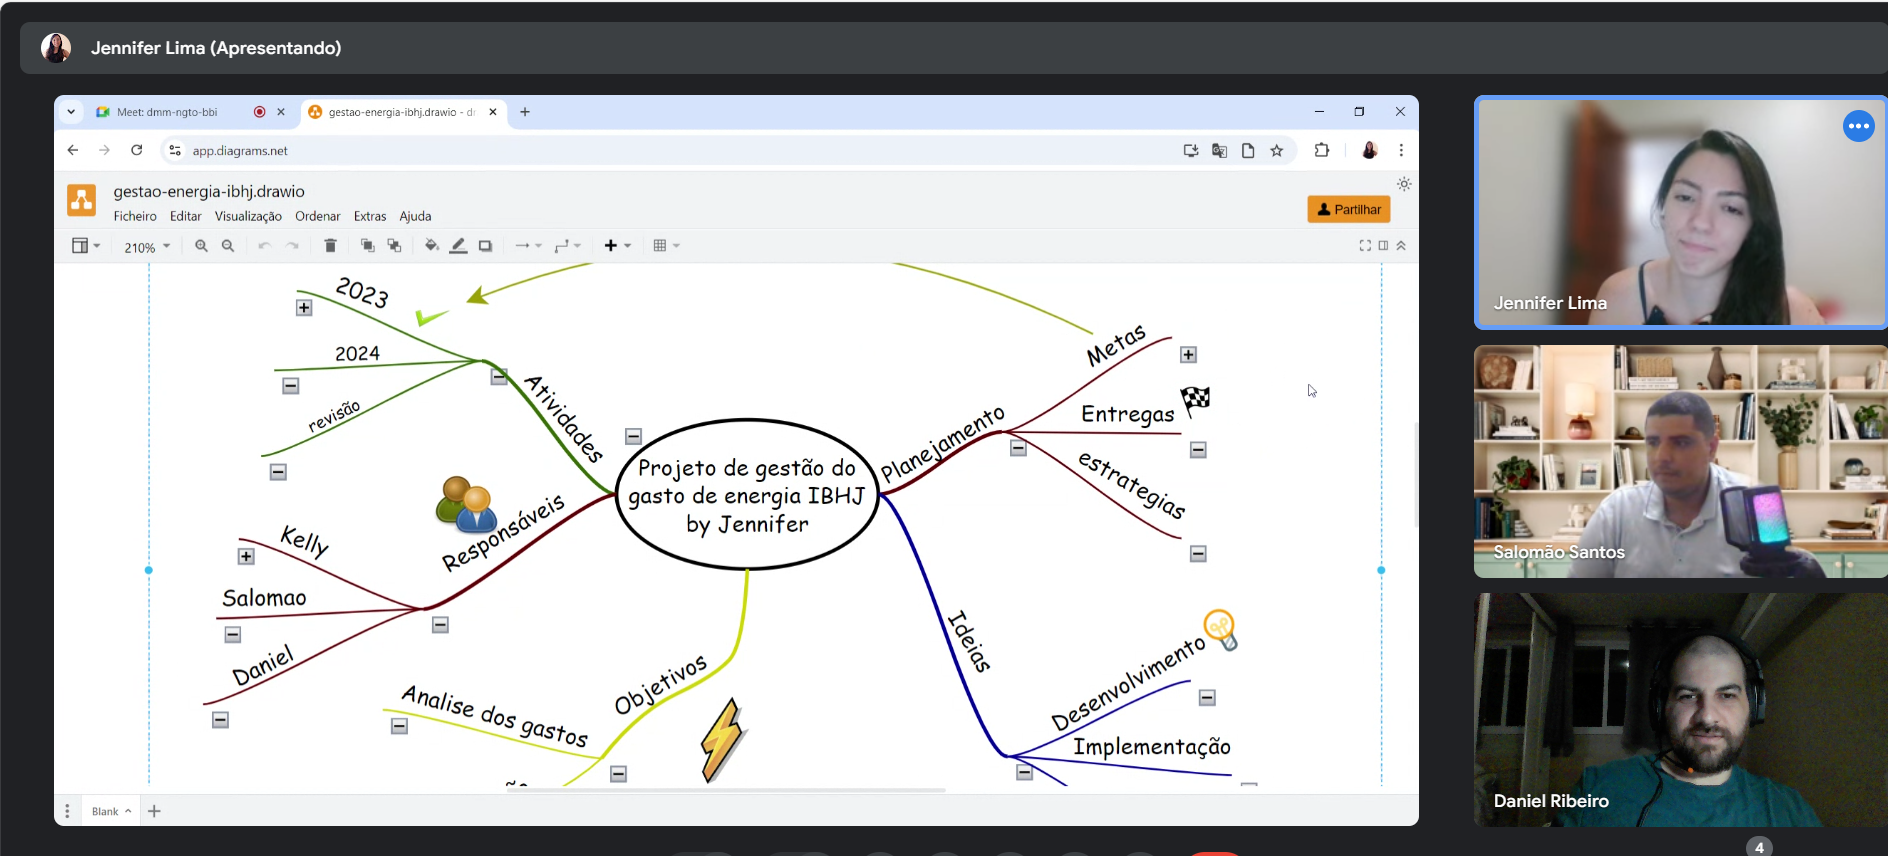 Jennifer Lima (Apresentando)
Meet: dmm-ngto-bbi
gestao-energia-ibhj.drawio - d
app.diagrams.net
gestao-energia-ibhj.drawio
Ficheiro Editar Visualização Ordenar Extras Ajuda
Partilhar
210%
2023
2024
revisão
Atividades
Metas
Entregas
estrategias
Planejamento
Projeto de gestão do
gasto de energia IBHJ
by Jennifer
Responsáveis
Kelly
Salomao
Daniel
Objetivos
Analise dos gastos
Ideias
Desenvolvimento
Implementação
Blank
Jennifer Lima
Salomão Santos
Daniel Ribeiro
4